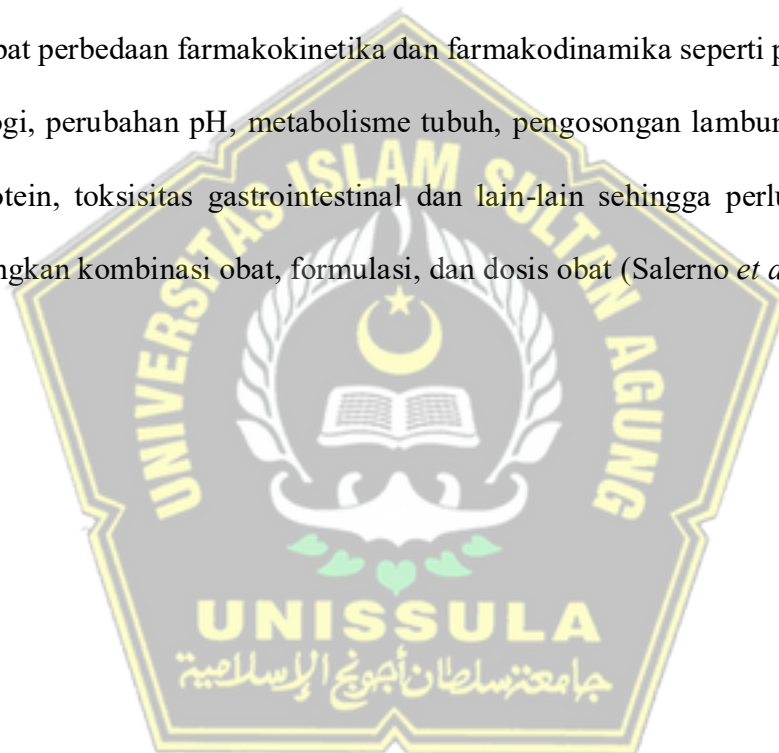 bat perbedaan farmakokinetika dan farmakodinamika seperti p
ogi, perubahan pH, metabolisme tubuh, pengosongan lambun
otein, toksisitas gastrointestinal dan lain-lain sehingga perlu
ngkan kombinasi obat, formulasi, dan dosis obat (Salerno et a
UNIVERSITAS ISLAM SULTAN AGUNG
UNISSULA
جامعة سلطان أجونج الإسلامية